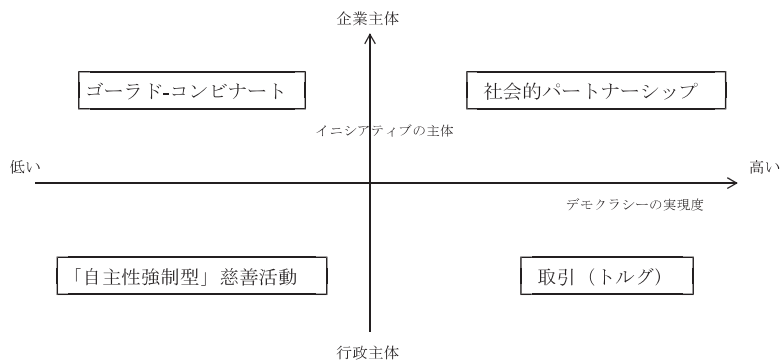 企業主体
ゴーラド-コンビナート
社会的パートナーシップ
イニシアティブの主体
低い
高い
デモクラシーの実現度
「自主性強制型」慈善活動
取引（トルグ）
行政主体